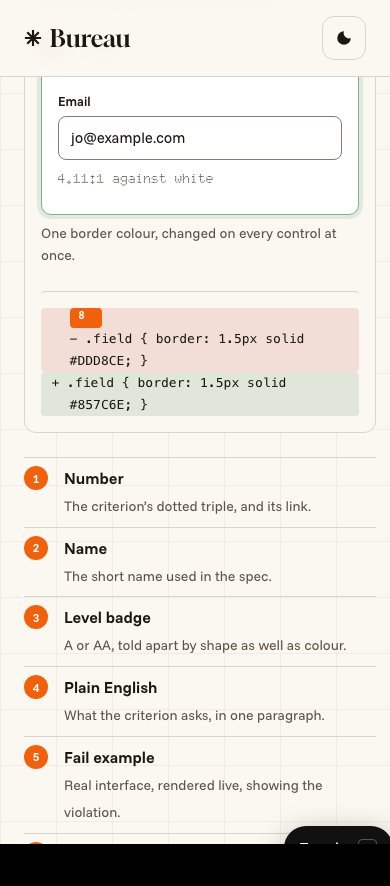 Bureau
Email
jo@example.com
4.11:1 against white
One border colour, changed on every control at
once.
8
− .field { border: 1.5px solid
#DDD8CE; }
+ .field { border: 1.5px solid
#857C6E; }
1 Number
The criterion’s dotted triple, and its link.
2 Name
The short name used in the spec.
3 Level badge
A or AA, told apart by shape as well as colour.
4 Plain English
What the criterion asks, in one paragraph.
5 Fail example
Real interface, rendered live, showing the
violation.